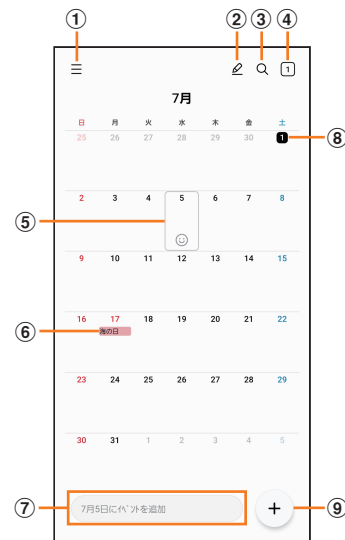 ① ② ③ ④
1
7月
日 月 火 水 木 金 土
25 26 27 28 29 30 1
⑧
2 3 4 5 6 7 8
⑤
9 10 11 12 13 14 15
16 17 18 19 20 21 22
⑥ 海の日
23 24 25 26 27 28 29
30 31 1 2 3 4 5
⑦ 7月5日にイベントを追加 + ⑨